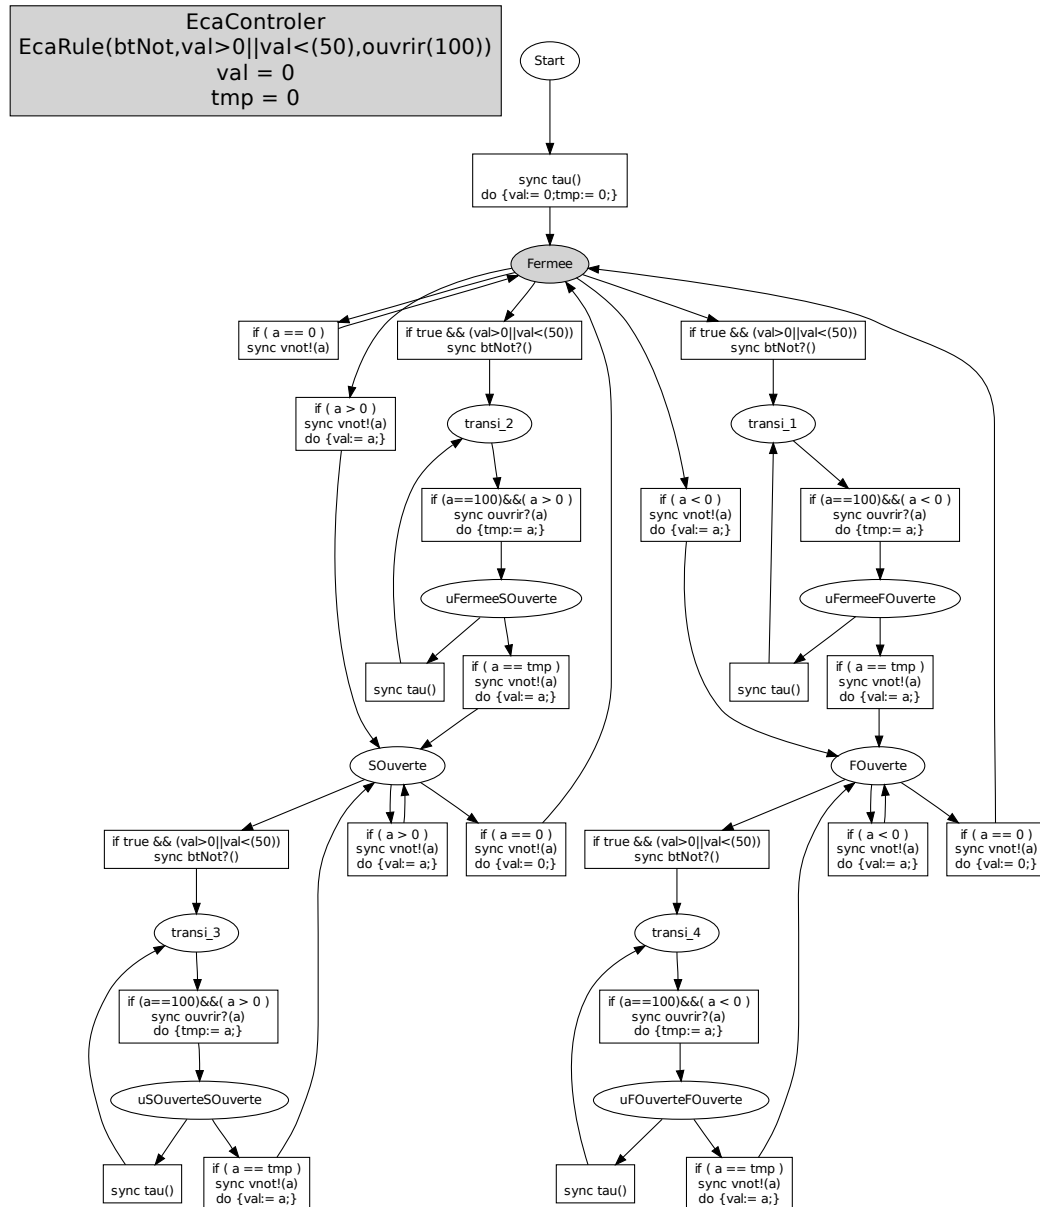 EcaControler
EcaRule(btNot,val>0||val<(50),ouvrir(100))
val = 0
tmp = 0
Start
sync tau()
do {val:= 0;tmp:= 0;}
Fermee
if ( a == 0 )
sync vnot!(a)
if true && (val>0||val<(50))
sync btNot?()
if true && (val>0||val<(50))
sync btNot?()
if ( a > 0 )
sync vnot!(a)
do {val:= a;}
transi_2
transi_1
if (a==100)&&( a > 0 )
sync ouvrir?(a)
do {tmp:= a;}
if ( a < 0 )
sync vnot!(a)
do {val:= a;}
if (a==100)&&( a < 0 )
sync ouvrir?(a)
do {tmp:= a;}
uFermeeSOuverte
uFermeeFOuverte
sync tau()
if ( a == tmp )
sync vnot!(a)
do {val:= a;}
sync tau()
if ( a == tmp )
sync vnot!(a)
do {val:= a;}
SOuverte
FOuverte
if true && (val>0||val<(50))
sync btNot?()
if ( a > 0 )
sync vnot!(a)
do {val:= a;}
if ( a == 0 )
sync vnot!(a)
do {val:= 0;}
if true && (val>0||val<(50))
sync btNot?()
if ( a < 0 )
sync vnot!(a)
do {val:= a;}
if ( a == 0 )
sync vnot!(a)
do {val:= 0;}
transi_3
transi_4
if (a==100)&&( a > 0 )
sync ouvrir?(a)
do {tmp:= a;}
if (a==100)&&( a < 0 )
sync ouvrir?(a)
do {tmp:= a;}
uSOuverteSOuverte
uFOuverteFOuverte
sync tau()
if ( a == tmp )
sync vnot!(a)
do {val:= a;}
sync tau()
if ( a == tmp )
sync vnot!(a)
do {val:= a;}